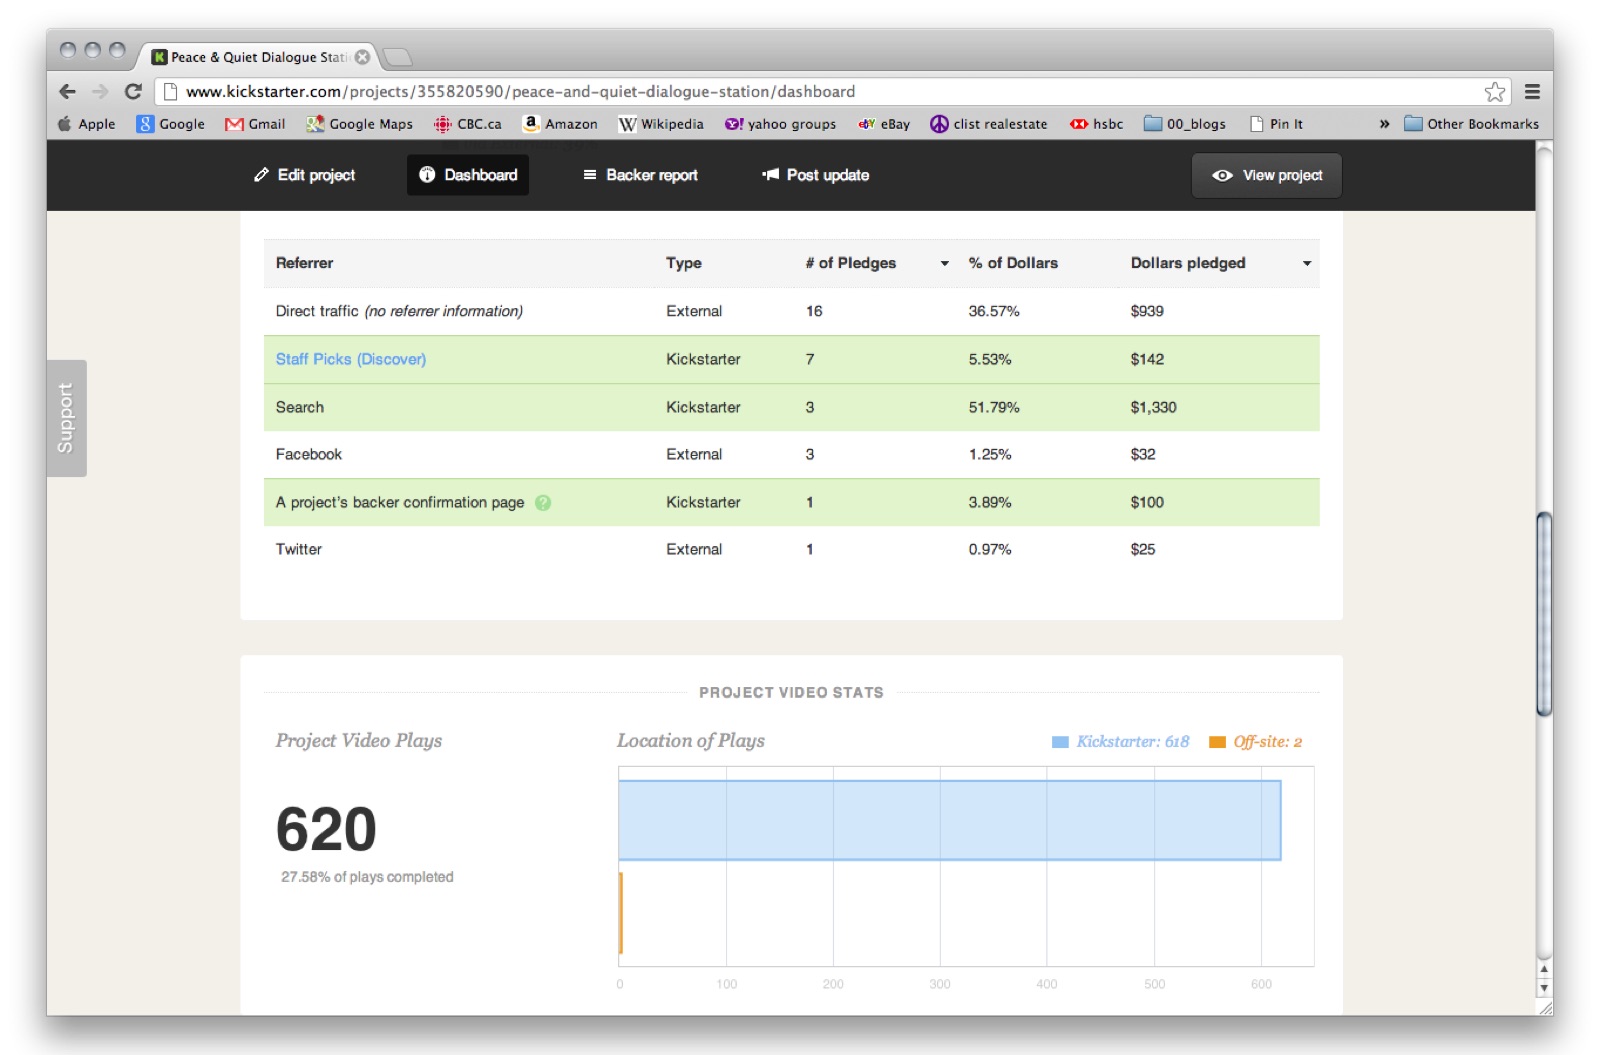 Peace & Quiet Dialogue Stati
www.kickstarter.com/projects/355820590/peace-and-quiet-dialogue-station/dashboard
Apple Google Gmail Google Maps CBC.ca Amazon Wikipedia yahoo groups eBay clist realestate hsbc 00_blogs Pin It » Other Bookmarks
Edit project Dashboard Backer report Post update View project
Referrer Type # of Pledges % of Dollars Dollars pledged
Direct traffic (no referrer information) External 16 36.57% $939
Staff Picks (Discover) Kickstarter 7 5.53% $142
Search Kickstarter 3 51.79% $1,330
Facebook External 3 1.25% $32
A project's backer confirmation page ? Kickstarter 1 3.89% $100
Twitter External 1 0.97% $25
Support
PROJECT VIDEO STATS
Project Video Plays Location of Plays Kickstarter: 618 Off-site: 2
620
27.58% of plays completed
0 100 200 300 400 500 600